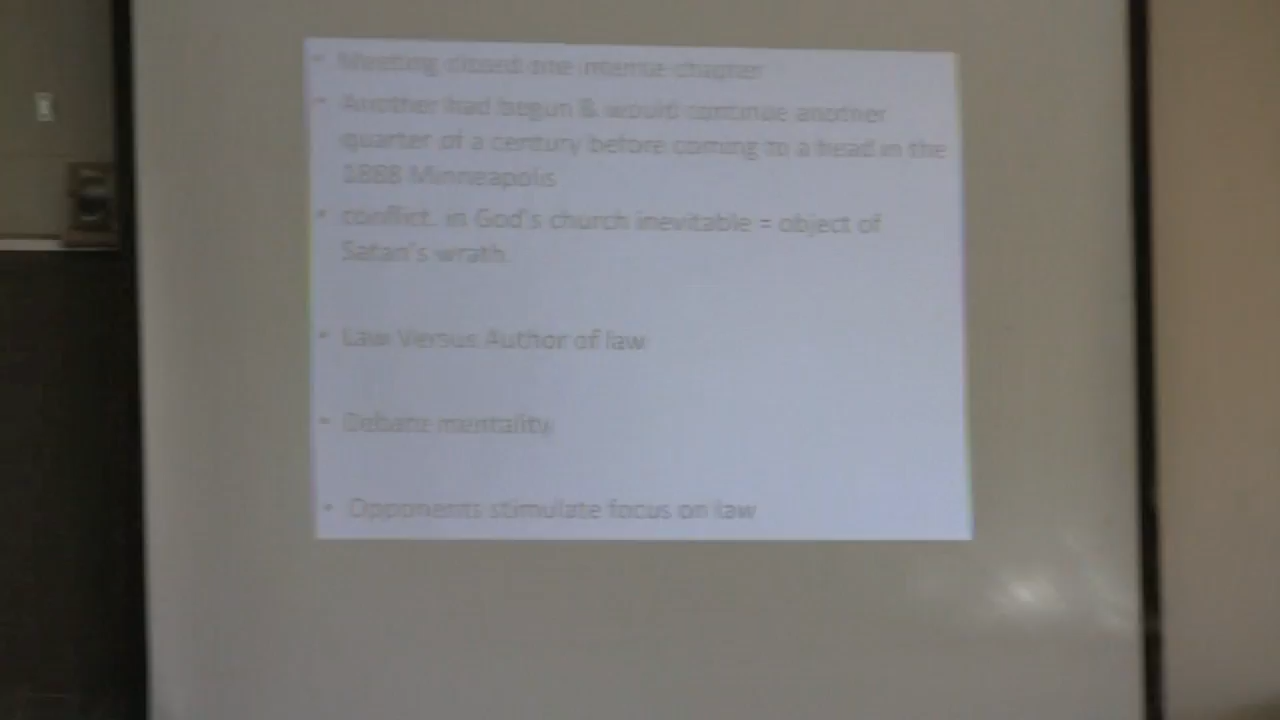 • Meeting closed one intense chapter
• Another had begun & would continue another
quarter of a century before coming to a head in the
1888 Minneapolis
• conflict. in God's church inevitable = object of
Satan's wrath.
• Law Versus Author of law
• Debate mentality
• Opponents stimulate focus on law